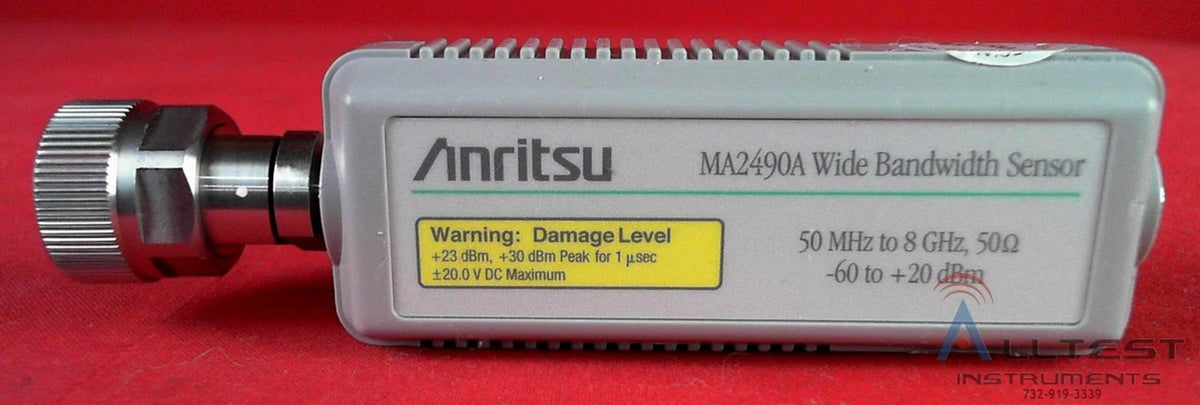 Anritsu
MA2490A Wide Bandwidth Sensor
Warning: Damage Level
+23 dBm, +30 dBm Peak for 1 μsec
±20.0 V DC Maximum
50 MHz to 8 GHz, 50Ω
-60 to +20 dBm
ALLTEST
INSTRUMENTS
732-919-3339